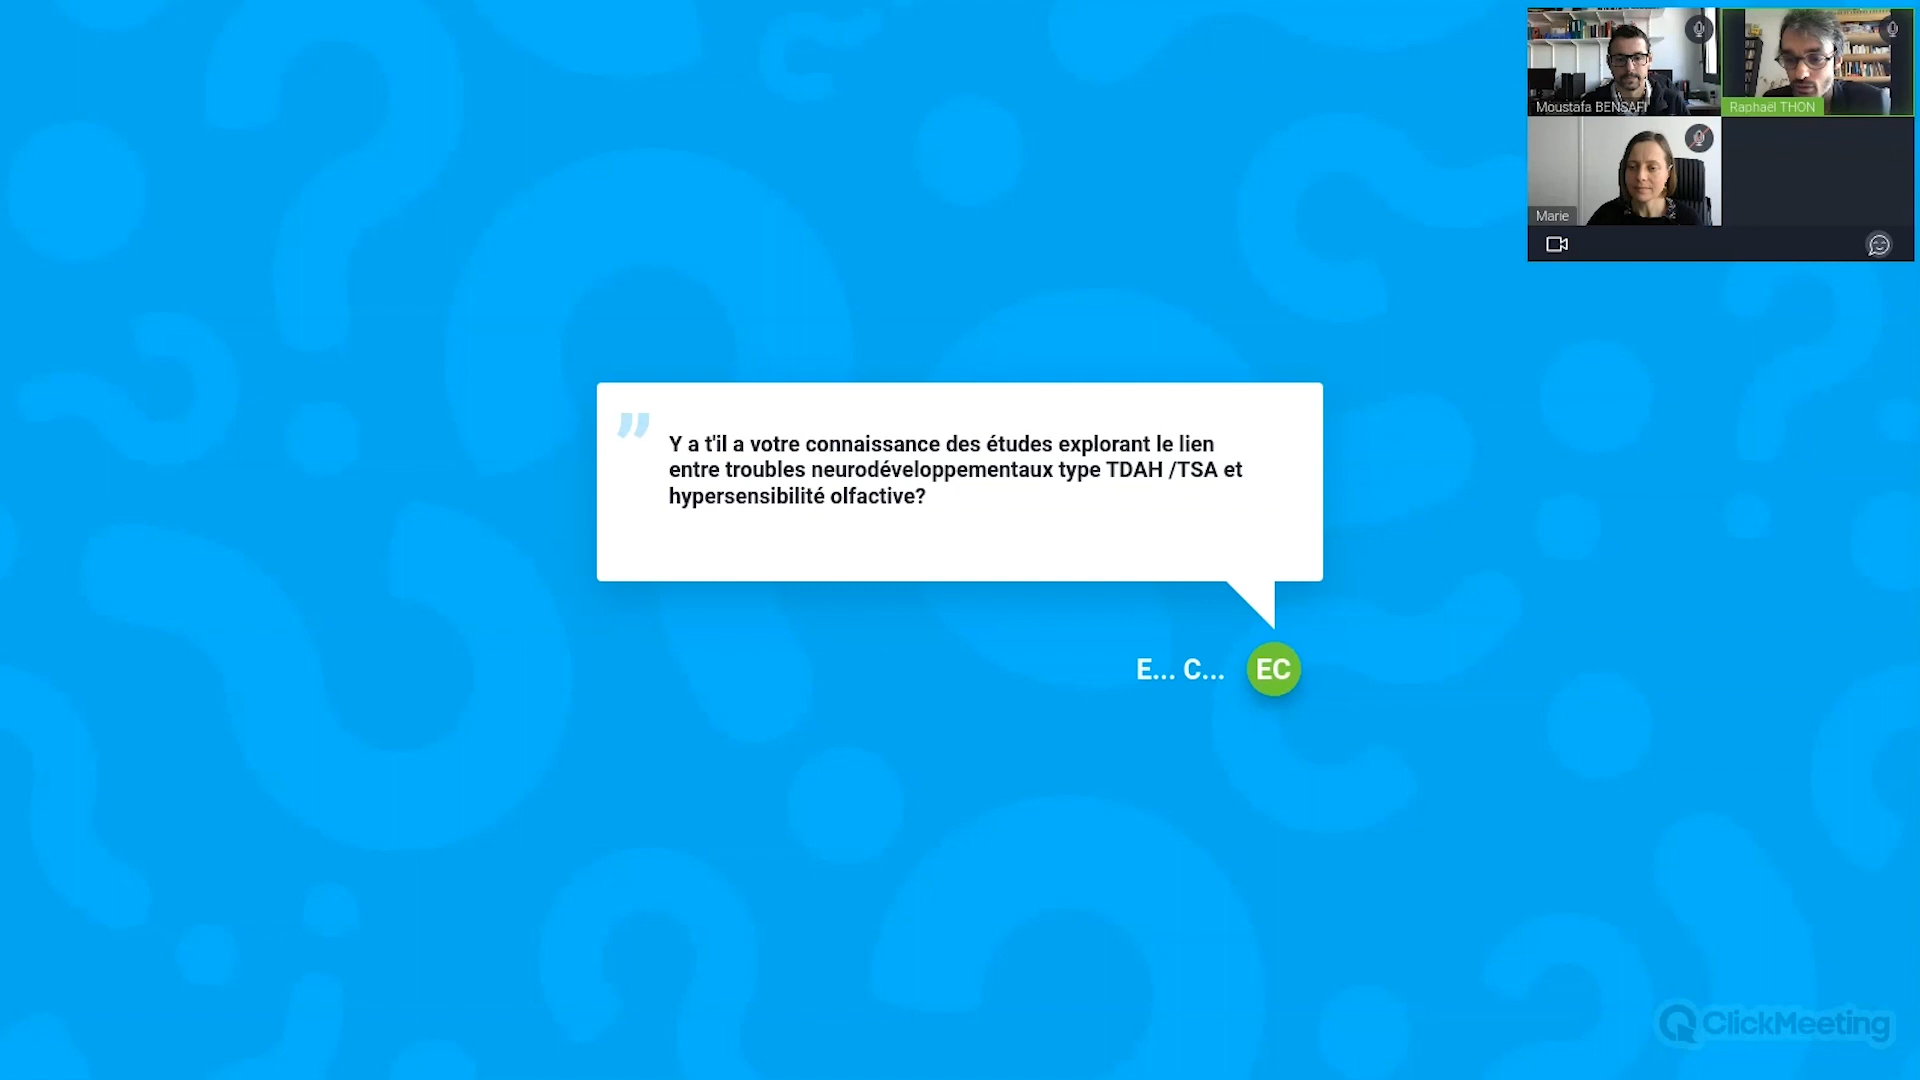 Moustafa BENSAFI
Raphaël THON
Marie
”
Y a t'il a votre connaissance des études explorant le lien
entre troubles neurodéveloppementaux type TDAH /TSA et
hypersensibilité olfactive?
E... C...
EC
ClickMeeting